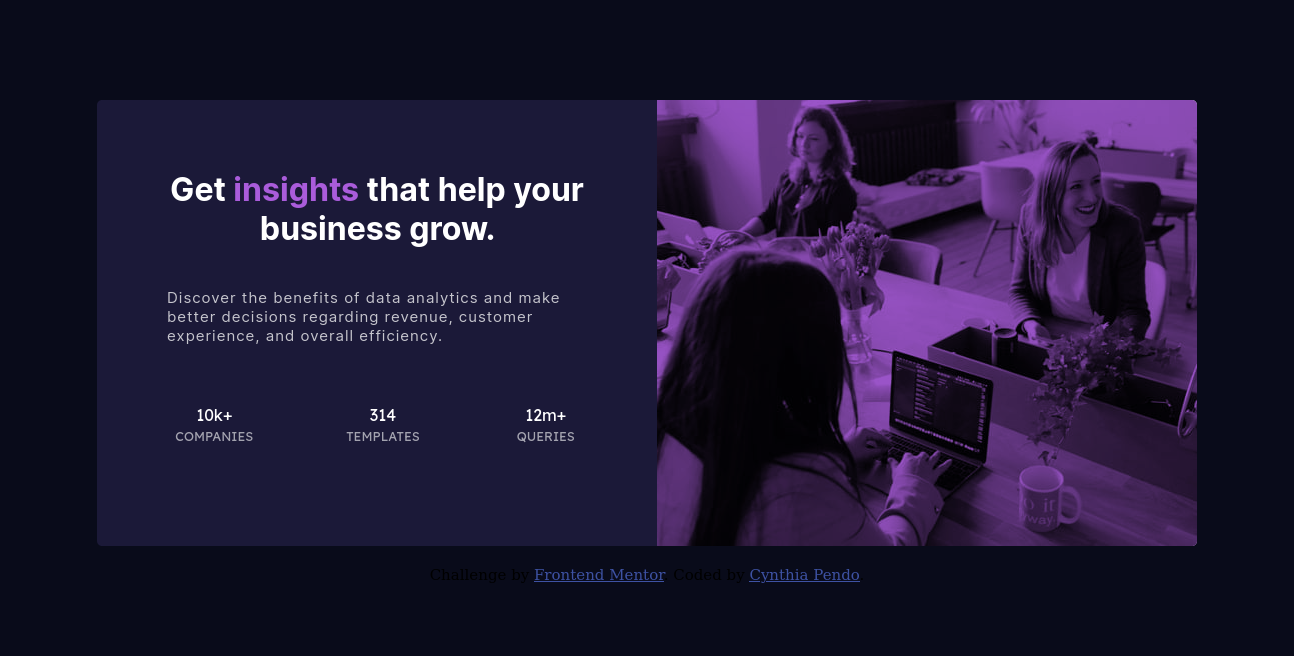 Get insights that help your
business grow.
Discover the benefits of data analytics and make
better decisions regarding revenue, customer
experience, and overall efficiency.
10k+ 314 12m+
COMPANIES TEMPLATES QUERIES
Challenge by Frontend Mentor. Coded by Cynthia Pendo.